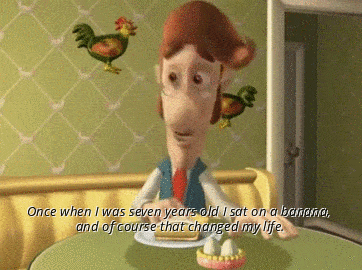 Once when I was seven years old I sat on a banana,
and of course that changed my life.